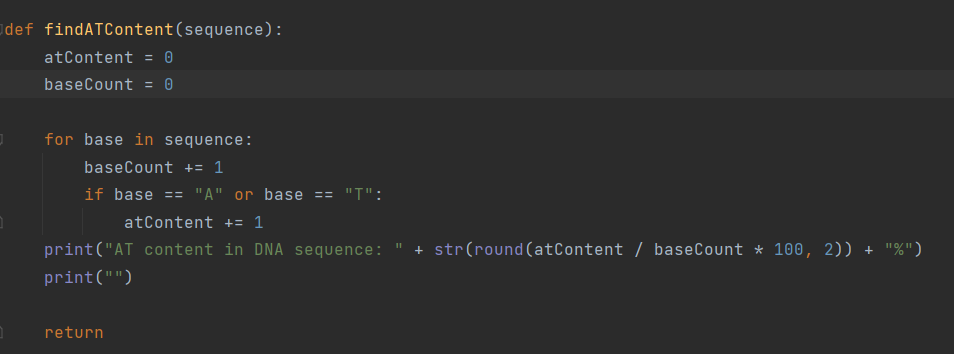 def findATContent(sequence):
    atContent = 0
    baseCount = 0

    for base in sequence:
        baseCount += 1
        if base == "A" or base == "T":
            atContent += 1
    print("AT content in DNA sequence: " + str(round(atContent / baseCount * 100, 2)) + "%")
    print("")

    return